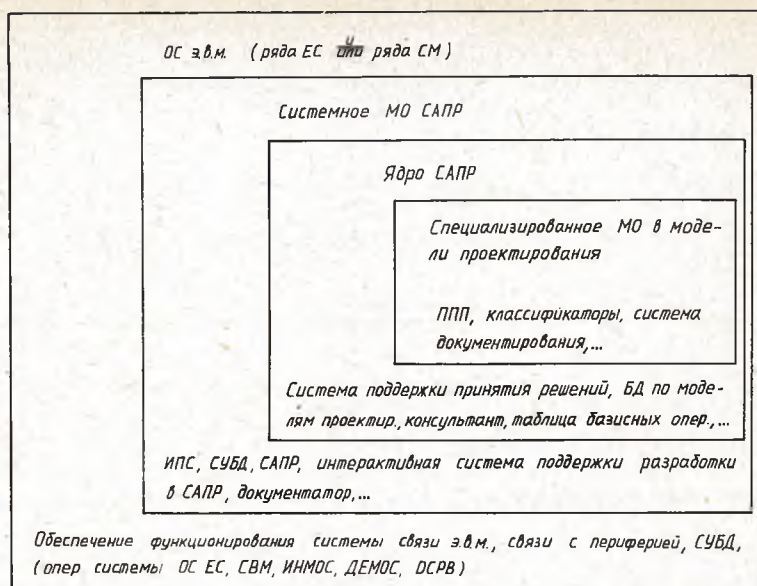 ОС э.в.м. (ряда ЕС и ряда СМ)
Системное МО САПР
Ядро САПР
Специализированное МО в моде-
ли проектирования
ППП, классификаторы, система
документирования,...
Система поддержки принятия решений, БД по моде-
лям проектир., консультант, таблица базисных опер.,...
ИПС, СУБД, САПР, интерактивная система поддержки разработки
в САПР, документатор,...
Обеспечение функционирования системы связи э.в.м., связи с периферией, СУБД,
(опер системы ОС ЕС, СВМ, ИНМОС, ДЕМОС, ОСРВ)